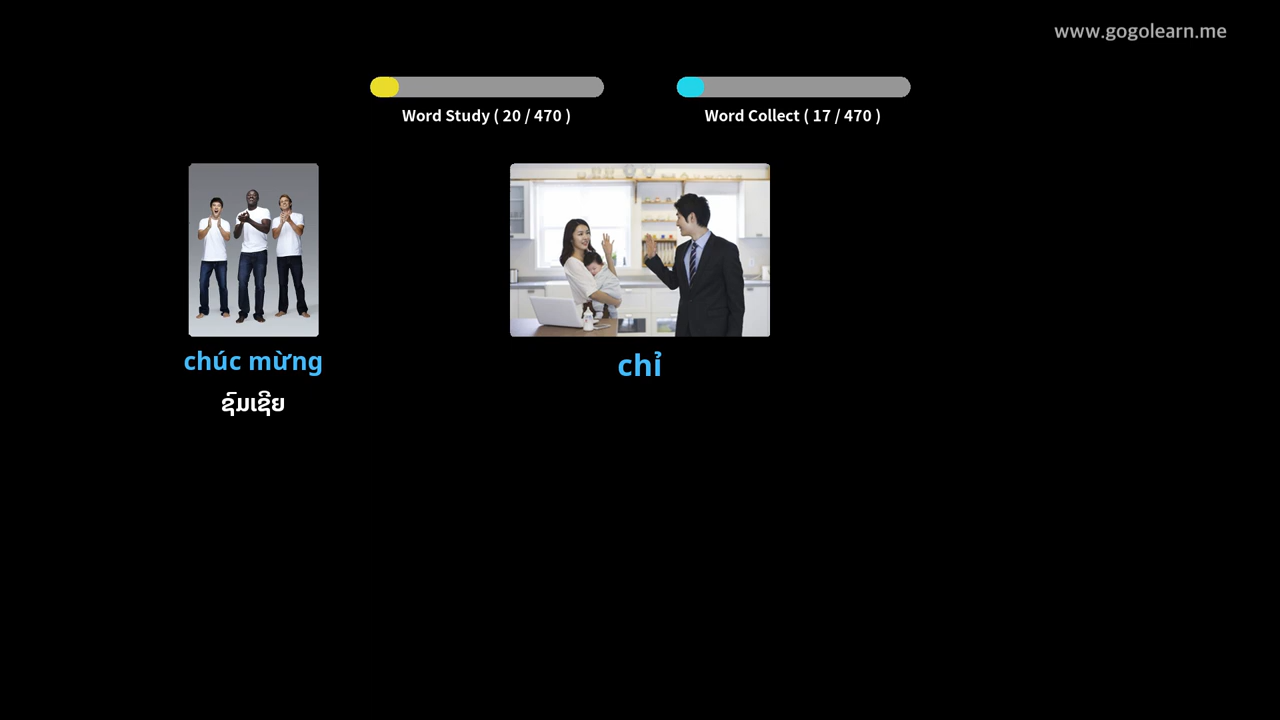 www.gogolearn.me
Word Study ( 20 / 470 )
Word Collect ( 17 / 470 )
chúc mừng
ຊົມເຊີຍ
chỉ